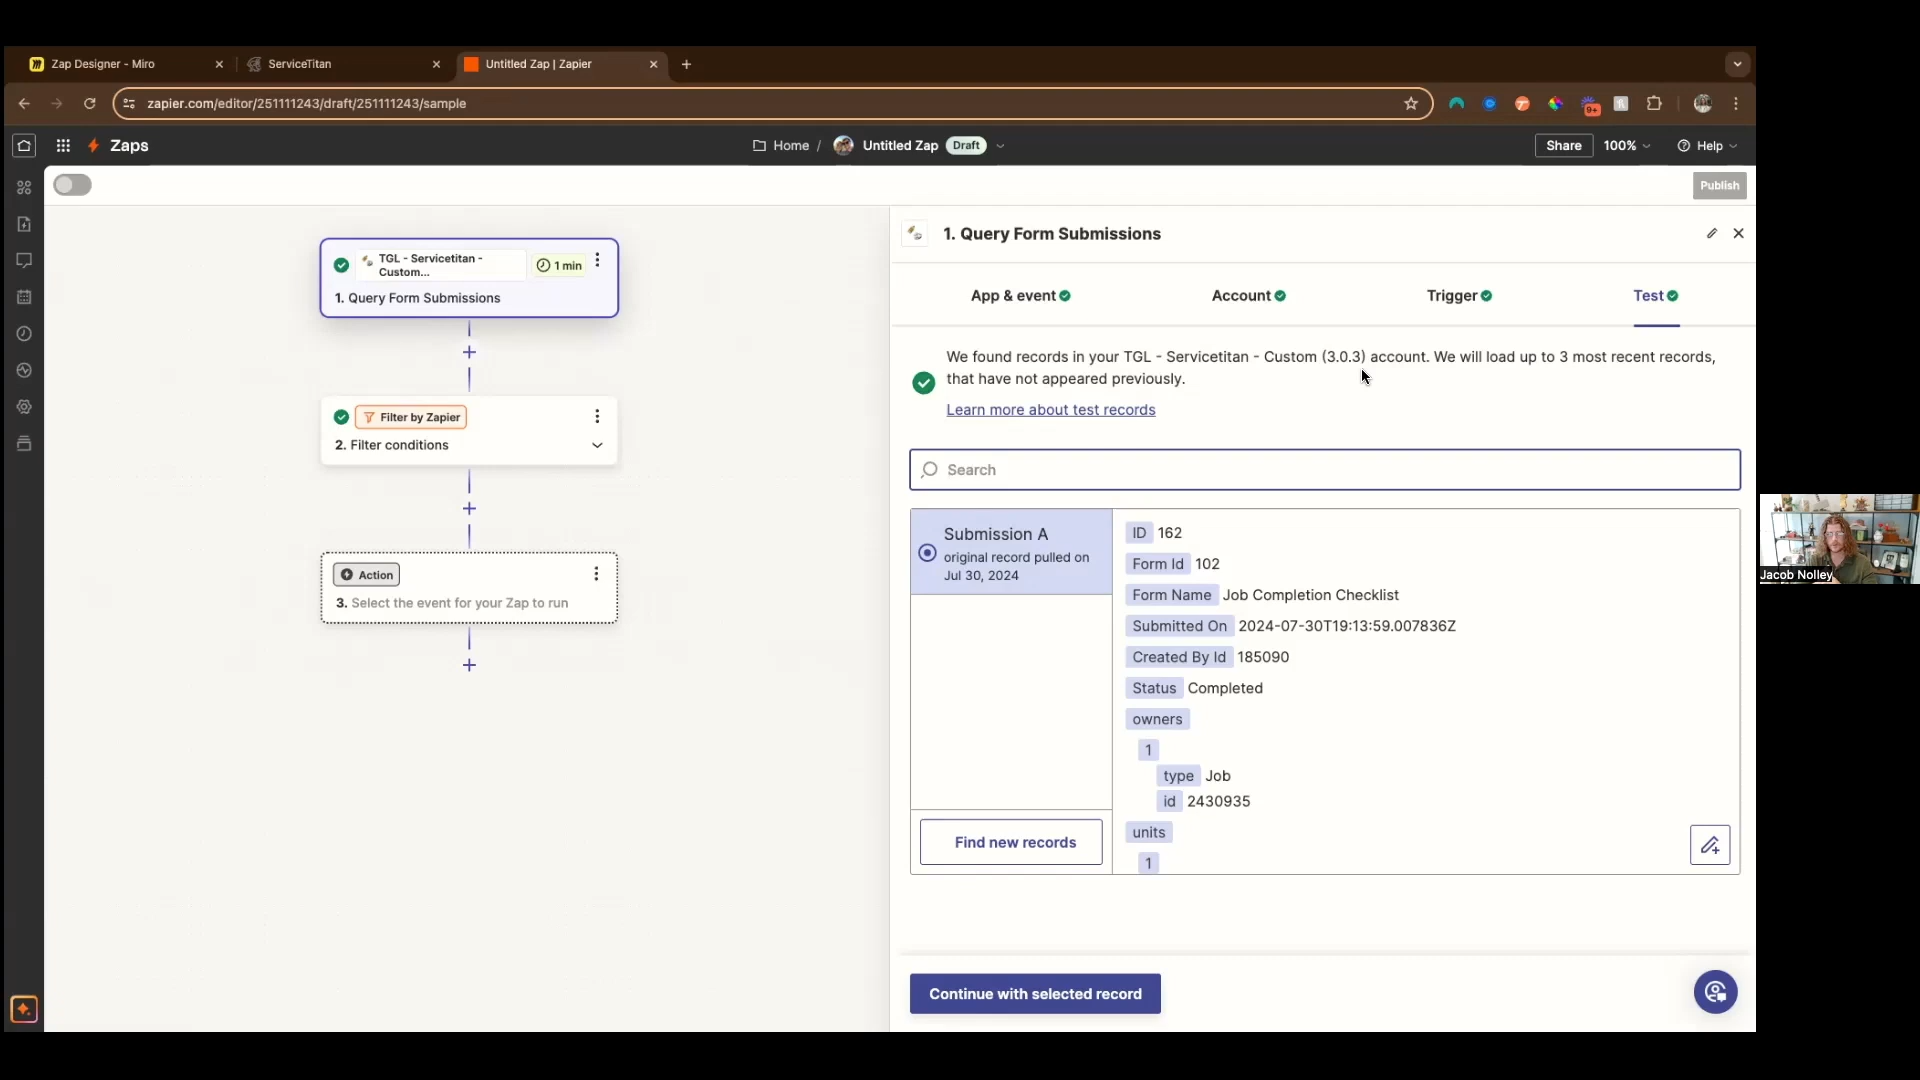 Zap Designer - Miro
ServiceTitan
Untitled Zap | Zapier
zapier.com/editor/251111243/draft/251111243/sample
9+
Zaps
Home / Untitled Zap Draft
Share
100%
Help
Publish
TGL - Servicetitan -
Custom...
1 min
1. Query Form Submissions
Filter by Zapier
2. Filter conditions
Action
3. Select the event for your Zap to run
1. Query Form Submissions
App & event
Account
Trigger
Test
We found records in your TGL - Servicetitan - Custom (3.0.3) account. We will load up to 3 most recent records,
that have not appeared previously.
Learn more about test records
Search
Submission A
original record pulled on
Jul 30, 2024
Find new records
ID 162
Form Id 102
Form Name Job Completion Checklist
Submitted On 2024-07-30T19:13:59.007836Z
Created By Id 185090
Status Completed
owners
1
type Job
id 2430935
units
1
Continue with selected record
Jacob Nolley